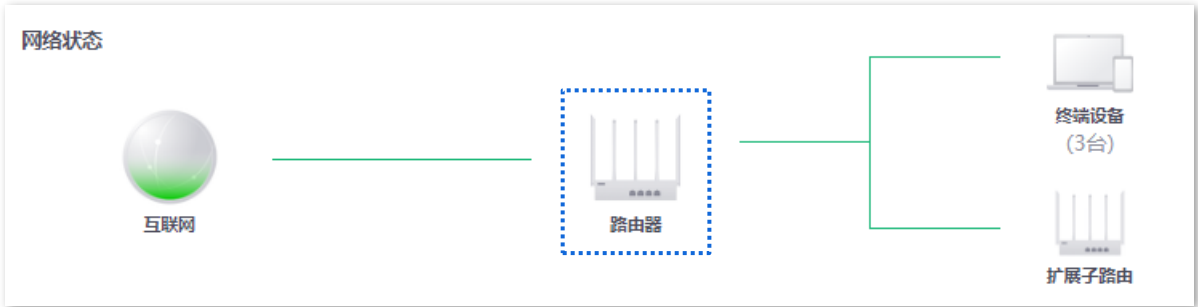 网络状态
互联网
路由器
终端设备
(3台)
扩展子路由